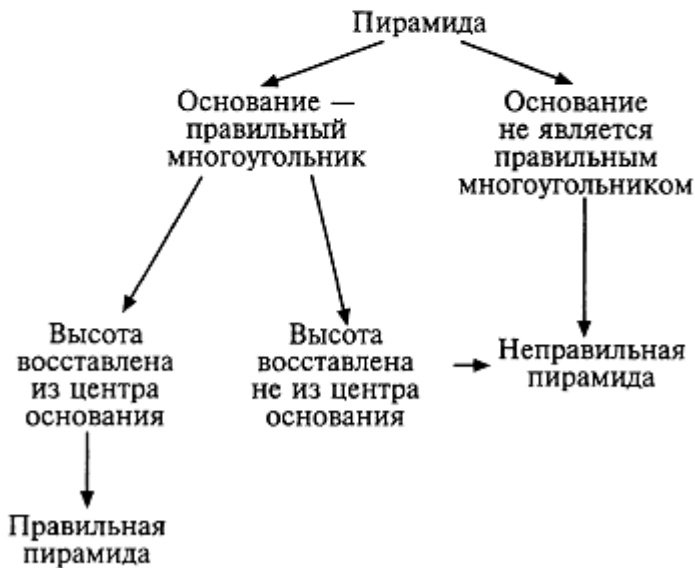 Пирамида
Основание —
правильный
многоугольник
Основание
не является
правильным
многоугольником
Высота
восставлена
из центра
основания
Высота
восставлена
не из центра
основания
Неправильная
пирамида
Правильная
пирамида